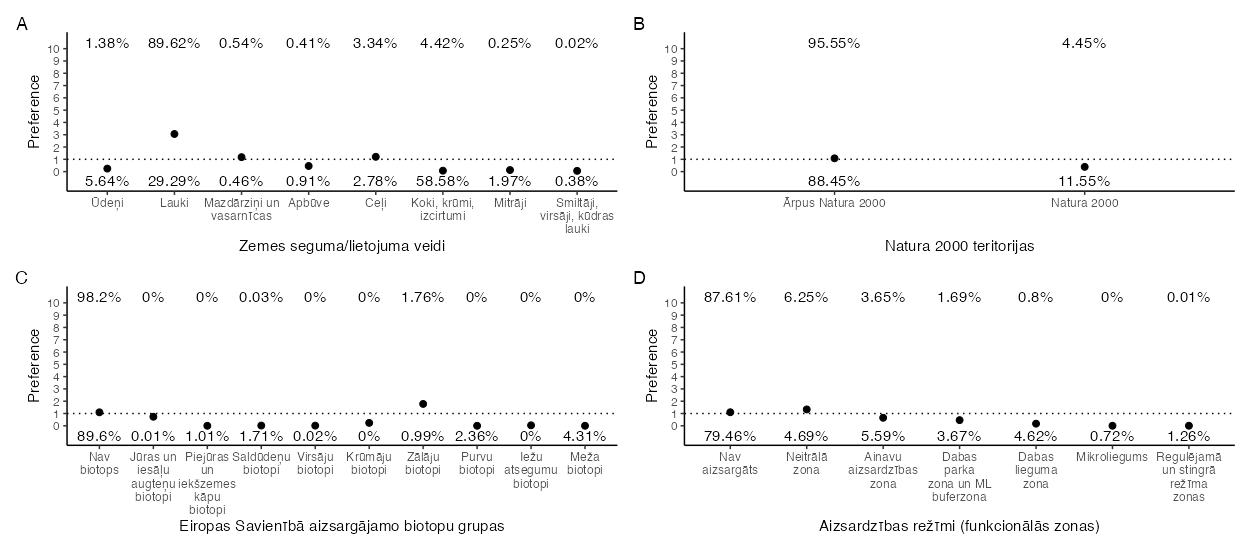 A
1.38% 89.62% 0.54% 0.41% 3.34% 4.42% 0.25% 0.02%
10
9
8
7
6
5
4
3
2
1
0
Preference
5.64% 29.29% 0.46% 0.91% 2.78% 58.58% 1.97% 0.38%
Ūdeņi Lauki Mazdārziņi un Apbūve Ceļi Koki, krūmi, Mitrāji Smiltāji,
vasarnīcas izcirtumi virsāji, kūdras
lauki
Zemes seguma/lietojuma veidi
B
95.55% 4.45%
10
9
8
7
6
5
4
3
2
1
0
Preference
88.45% 11.55%
Ārpus Natura 2000 Natura 2000
Natura 2000 teritorijas
C
98.2% 0% 0% 0.03% 0% 0% 1.76% 0% 0% 0%
10
9
8
7
6
5
4
3
2
1
0
Preference
89.6% 0.01% 1.01% 1.71% 0.02% 0% 0.99% 2.36% 0% 4.31%
Nav Jūras un Piejūras Saldūdeņu Virsāju Krūmāju Zālāju Purvu Iežu Meža
biotops iesāļu un biotopi biotopi biotopi biotopi biotopi atsegumu biotopi
augteņu iekšzemes biotopi
biotopi kāpu
biotopi
Eiropas Savienībā aizsargājamo biotopu grupas
D
87.61% 6.25% 3.65% 1.69% 0.8% 0% 0.01%
10
9
8
7
6
5
4
3
2
1
0
Preference
79.46% 4.69% 5.59% 3.67% 4.62% 0.72% 1.26%
Nav Neitrālā Ainavu Dabas Dabas Mikroliegums Regulējamā
aizsargāts zona aizsardzības parka lieguma un stingrā
zona zona un ML zona režīma
buferzona zonas
Aizsardzības režīmi (funkcionālās zonas)